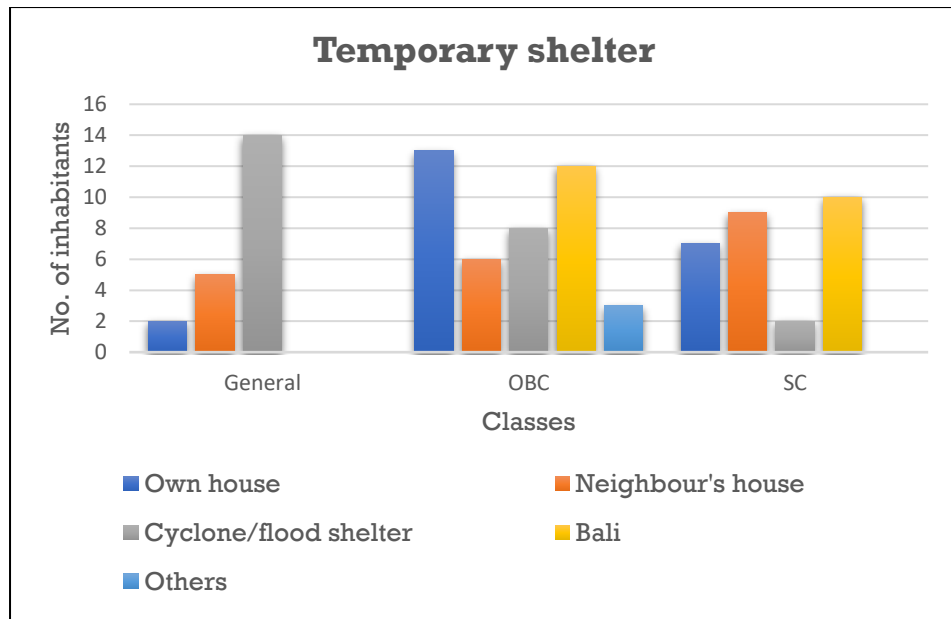 Temporary shelter
No. of inhabitants
16
14
12
10
8
6
4
2
0
General OBC SC
Classes
Own house Neighbour's house
Cyclone/flood shelter Bali
Others